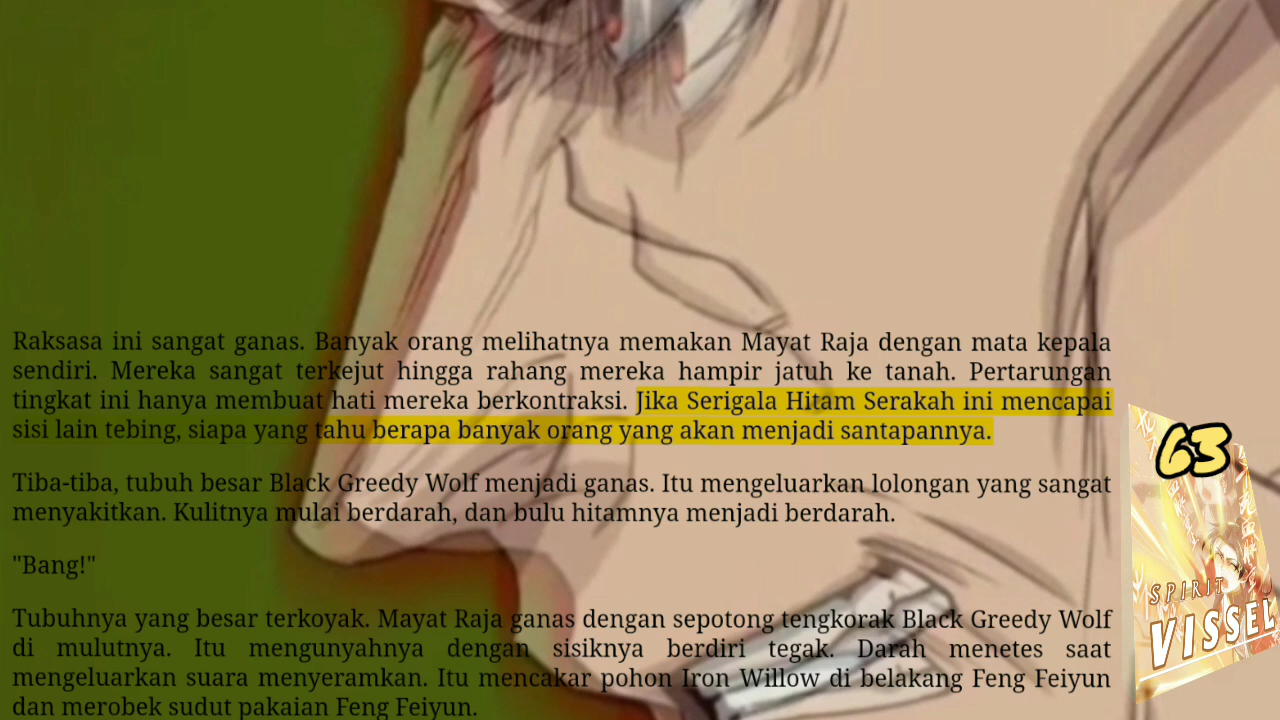 Raksasa ini sangat ganas. Banyak orang melihatnya memakan Mayat Raja dengan mata kepala
sendiri. Mereka sangat terkejut hingga rahang mereka hampir jatuh ke tanah. Pertarungan
tingkat ini hanya membuat hati mereka berkontraksi. Jika Serigala Hitam Serakah ini mencapai
sisi lain tebing, siapa yang tahu berapa banyak orang yang akan menjadi santapannya.
Tiba-tiba, tubuh besar Black Greedy Wolf menjadi ganas. Itu mengeluarkan lolongan yang sangat
menyakitkan. Kulitnya mulai berdarah, dan bulu hitamnya menjadi berdarah.
"Bang!"
Tubuhnya yang besar terkoyak. Mayat Raja ganas dengan sepotong tengkorak Black Greedy Wolf
di mulutnya. Itu mengunyahnya dengan sisiknya berdiri tegak. Darah menetes saat
mengeluarkan suara menyeramkan. Itu mencakar pohon Iron Willow di belakang Feng Feiyun
dan merobek sudut pakaian Feng Feiyun.
63
SPIRIT
VISSEL